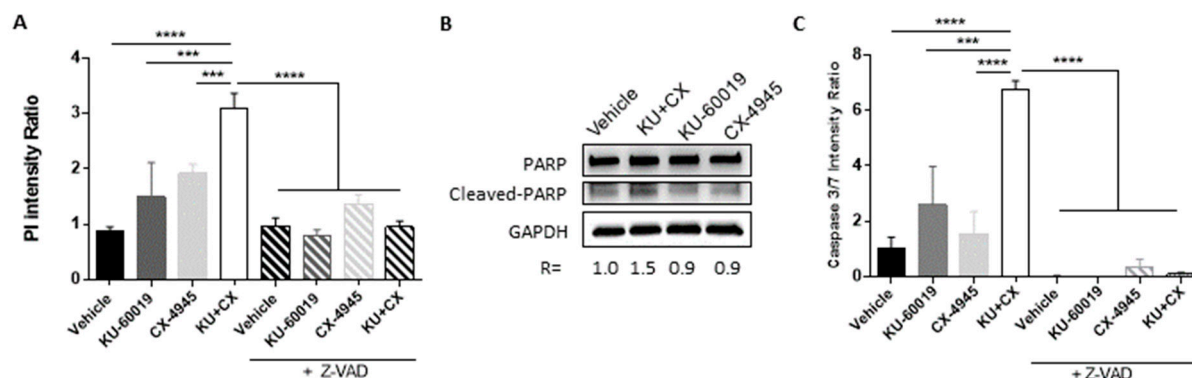 A
PI Intensity Ratio
4
3
2
1
0
****
***
***
****
Vehicle
KU-60019
CX-4945
KU+CX
Vehicle
KU-60019
CX-4945
KU+CX
+ Z-VAD
B
Vehicle
KU+CX
KU-60019
CX-4945
PARP
Cleaved-PARP
GAPDH
R= 1.0 1.5 0.9 0.9
C
Caspase 3/7 Intensity Ratio
8
6
4
2
0
****
***
****
****
Vehicle
KU-60019
CX-4945
KU+CX
Vehicle
KU-60019
CX-4945
KU+CX
+ Z-VAD